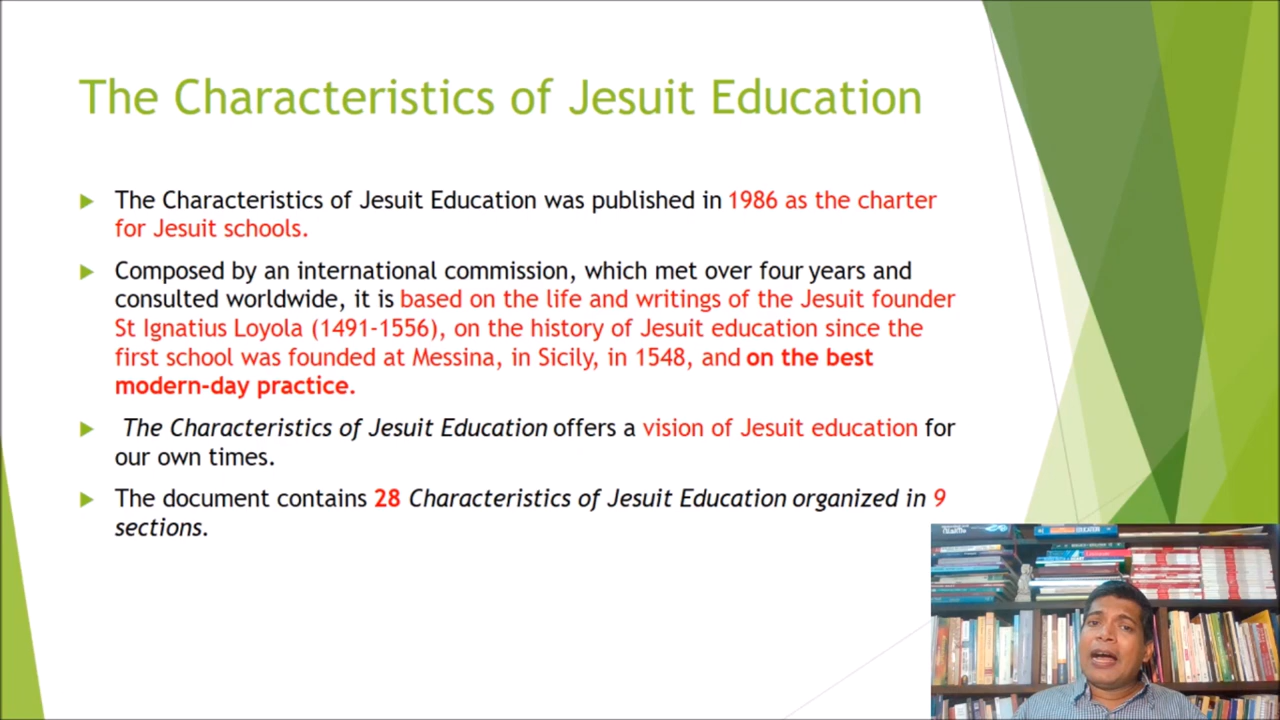 The Characteristics of Jesuit Education
The Characteristics of Jesuit Education was published in 1986 as the charter
for Jesuit schools.
Composed by an international commission, which met over four years and
consulted worldwide, it is based on the life and writings of the Jesuit founder
St Ignatius Loyola (1491-1556), on the history of Jesuit education since the
first school was founded at Messina, in Sicily, in 1548, and on the best
modern-day practice.
The Characteristics of Jesuit Education offers a vision of Jesuit education for
our own times.
The document contains 28 Characteristics of Jesuit Education organized in 9
sections.